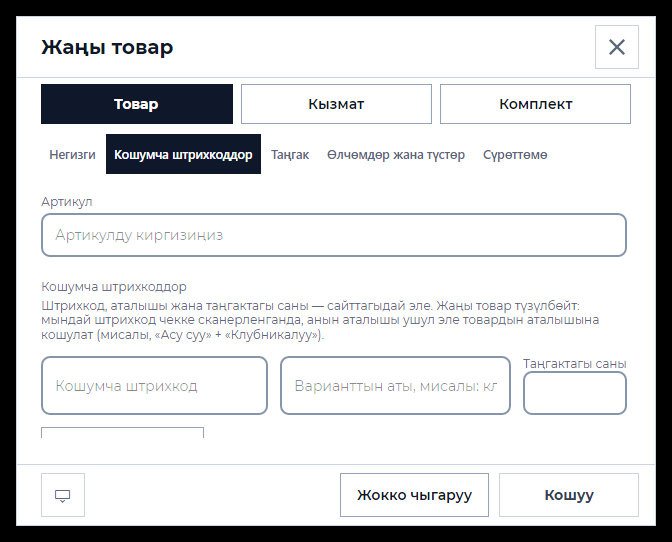 Жаңы товар
Товар
Кызмат
Комплект
Негизги
Кошумча штрихкоддор
Таңгак
Өлчөмдөр жана түстөр
Сүрөттөмө
Артикул
Артикулду киргизиңиз
Кошумча штрихкоддор
Штрихкод, аталышы жана таңгактагы саны — сайттагыдай эле. Жаңы товар түзүлбөйт:
мындай штрихкод чекке сканерленганда, анын аталышы ушул эле товардын аталышына
кошулат (мисалы, «Асу суу» + «Клубникалуу»).
Таңгактагы саны
Кошумча штрихкод
Варианттын аты, мисалы: кл
Жокко чыгаруу
Кошуу